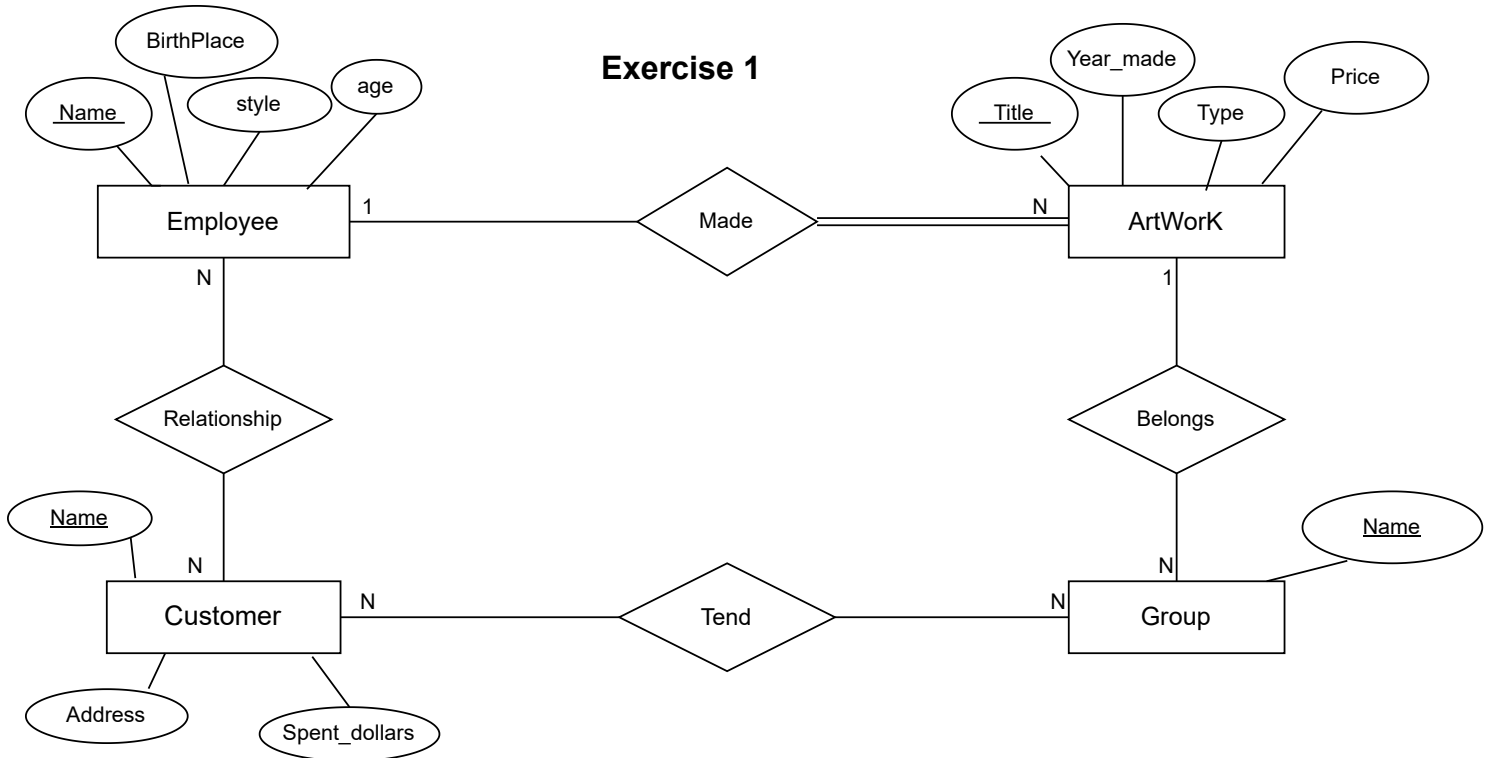 Exercise 1
BirthPlace
Name
style
age
Year_made
Title
Type
Price
Employee
1
Made
N
ArtWorK
N
1
Relationship
Belongs
Name
N
N
Name
Customer
N
Tend
N
Group
Address
Spent_dollars